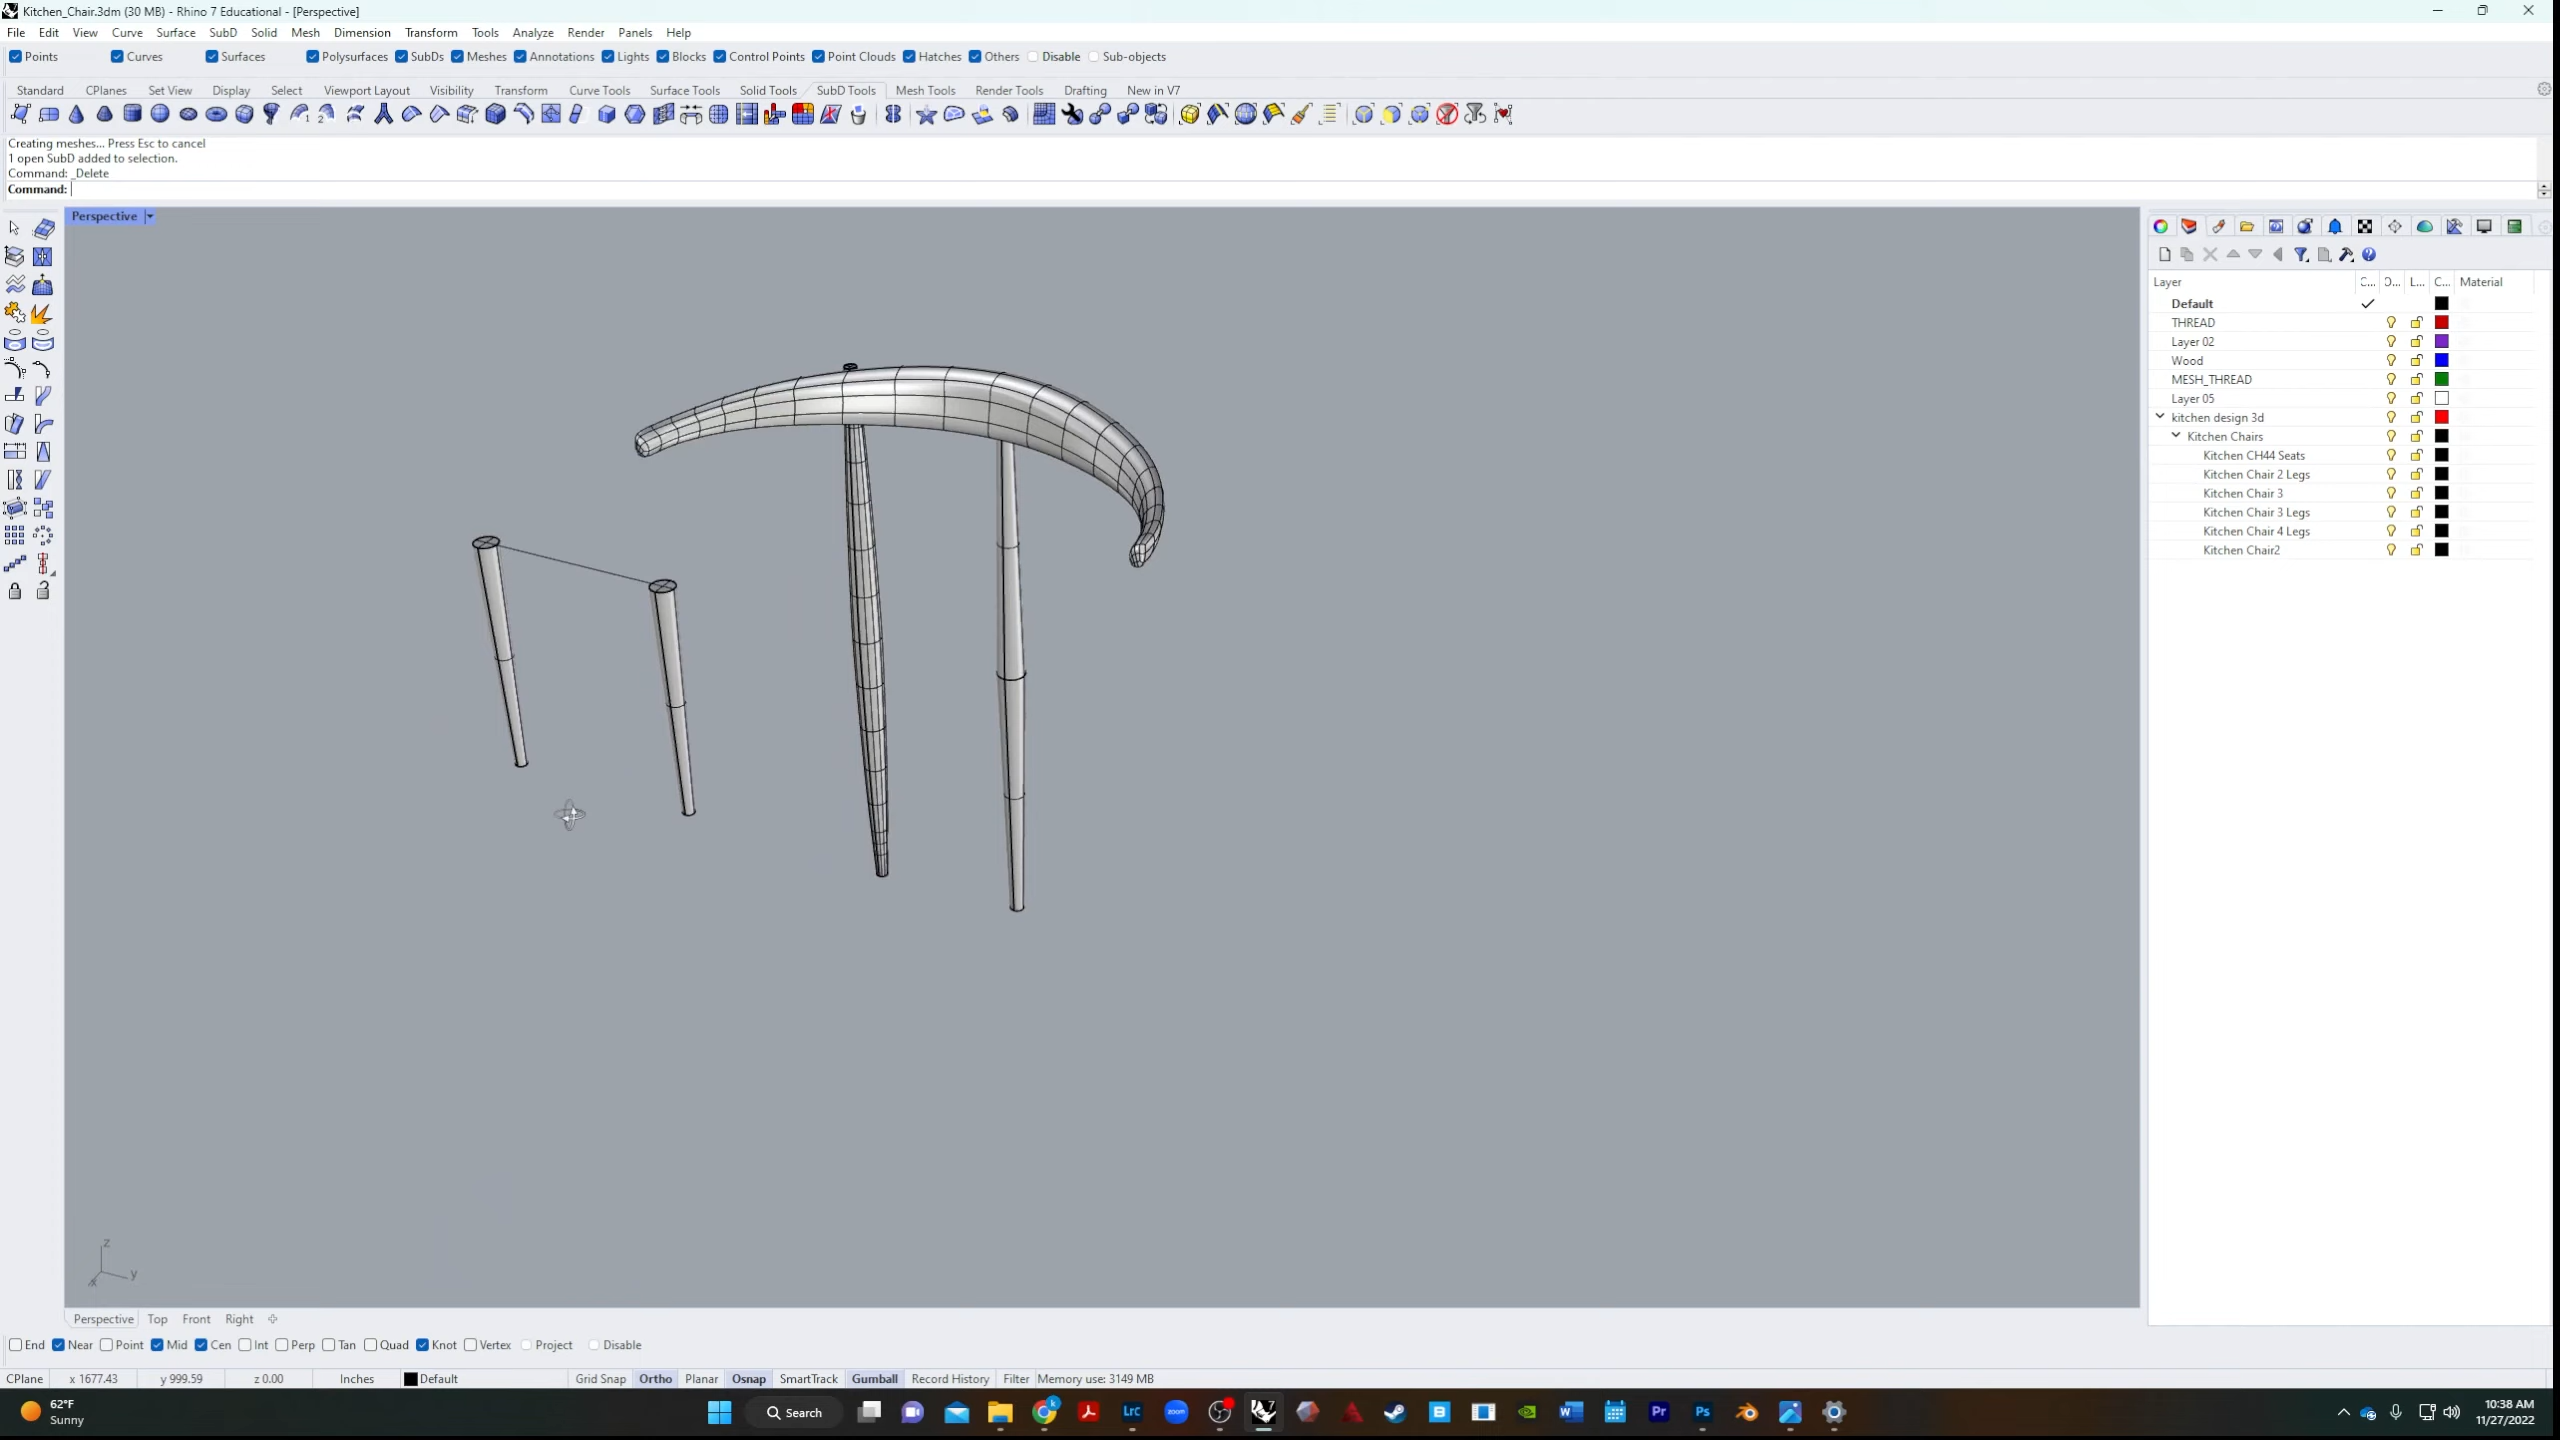 Kitchen_Chair.3dm (30 MB) - Rhino 7 Educational - [Perspective]
File Edit View Curve Surface SubD Solid Mesh Dimension Transform Tools Analyze Render Panels Help
Points Curves Surfaces Polysurfaces SubDs Meshes Annotations Lights Blocks Control Points Point Clouds Hatches Others Disable Sub-objects
Standard CPlanes Set View Display Select Viewport Layout Visibility Transform Curve Tools Surface Tools Solid Tools SubD Tools Mesh Tools Render Tools Drafting New in V7
Creating meshes... Press Esc to cancel
1 open SubD added to selection.
Command: _Delete
Command:
Perspective
Layer C... O... L... C... Material
Default
THREAD
Layer 02
Wood
MESH_THREAD
Layer 05
kitchen design 3d
Kitchen Chairs
Kitchen CH44 Seats
Kitchen Chair 2 Legs
Kitchen Chair 3
Kitchen Chair 3 Legs
Kitchen Chair 4 Legs
Kitchen Chair2
z
y
x
Perspective Top Front Right
End Near Point Mid Cen Int Perp Tan Quad Knot Vertex Project Disable
CPlane x 1677.43 y 999.59 z 0.00 Inches Default Grid Snap Ortho Planar Osnap SmartTrack Gumball Record History Filter Memory use: 3149 MB
62°F
Sunny
Search
Lrc
zoom
Pr
Ps
10:38 AM
11/27/2022